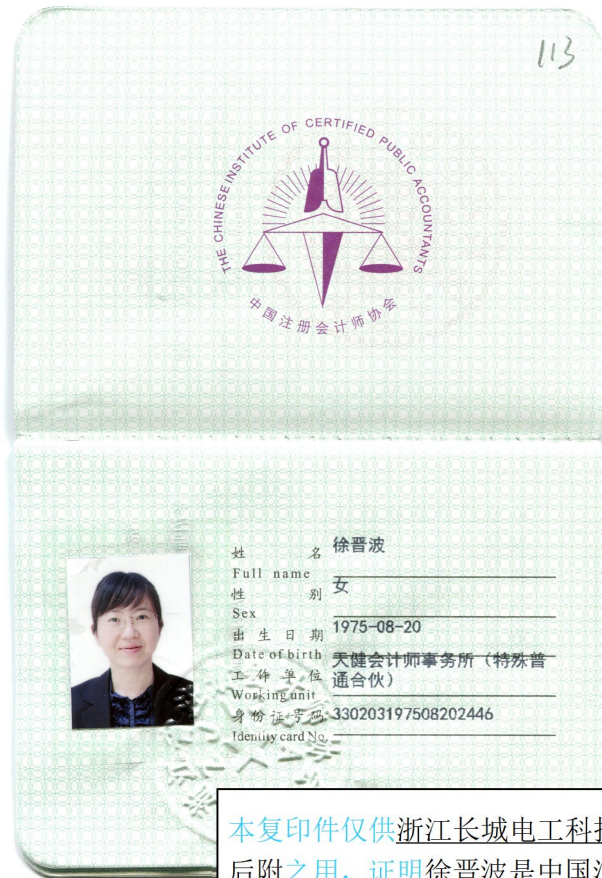 113
THE CHINESE INSTITUTE OF CERTIFIED PUBLIC ACCOUNTANTS
中国注册会计师协会
姓 名 徐晋波
Full name
性 别 女
Sex
出生日期 1975-08-20
Date of birth
工作单位 天健会计师事务所（特殊普
通合伙）
Working unit
身份证号码 330203197508202446
Identity card No.
本复印件仅供浙江长城电工科技
后附之用，证明徐晋波是中国注